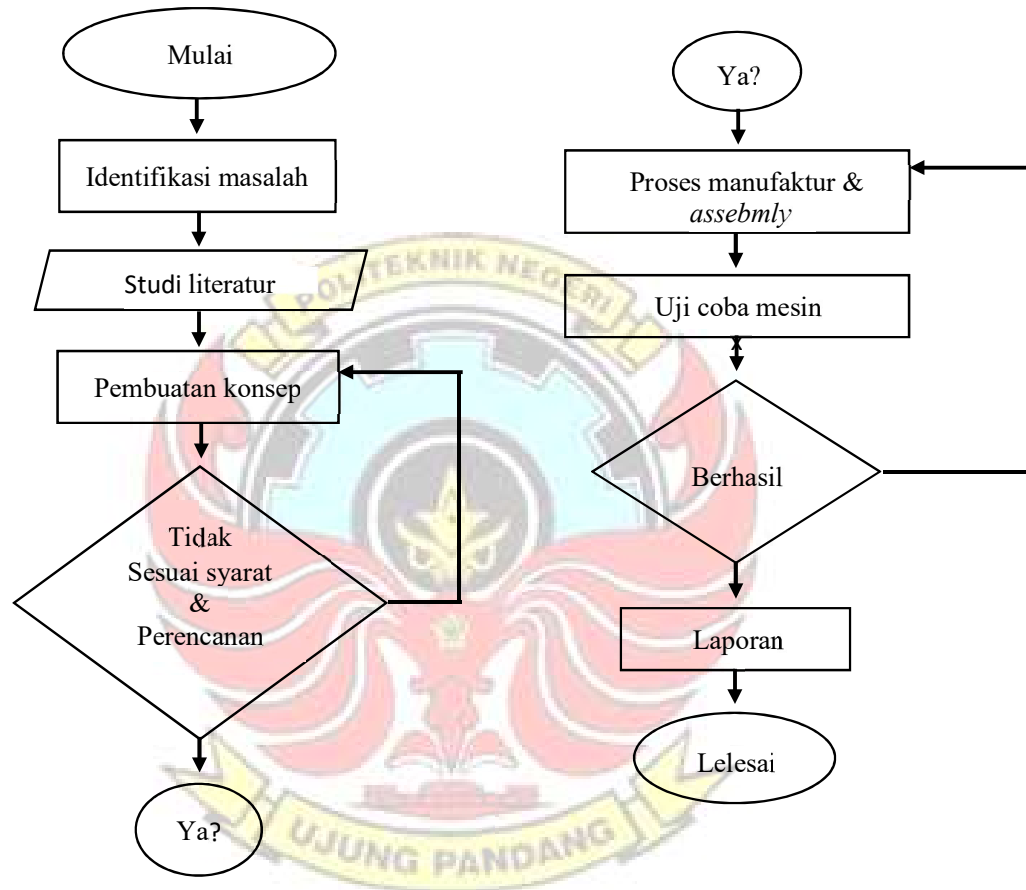 Mulai
Identifikasi masalah
Studi literatur
Pembuatan konsep
Tidak
Sesuai syarat
&
Perencanan
Ya?
Ya?
Proses manufaktur &
assebmly
Uji coba mesin
Berhasil
Laporan
Lelesai
POLITEKNIK NEGERI
UJUNG PANDANG